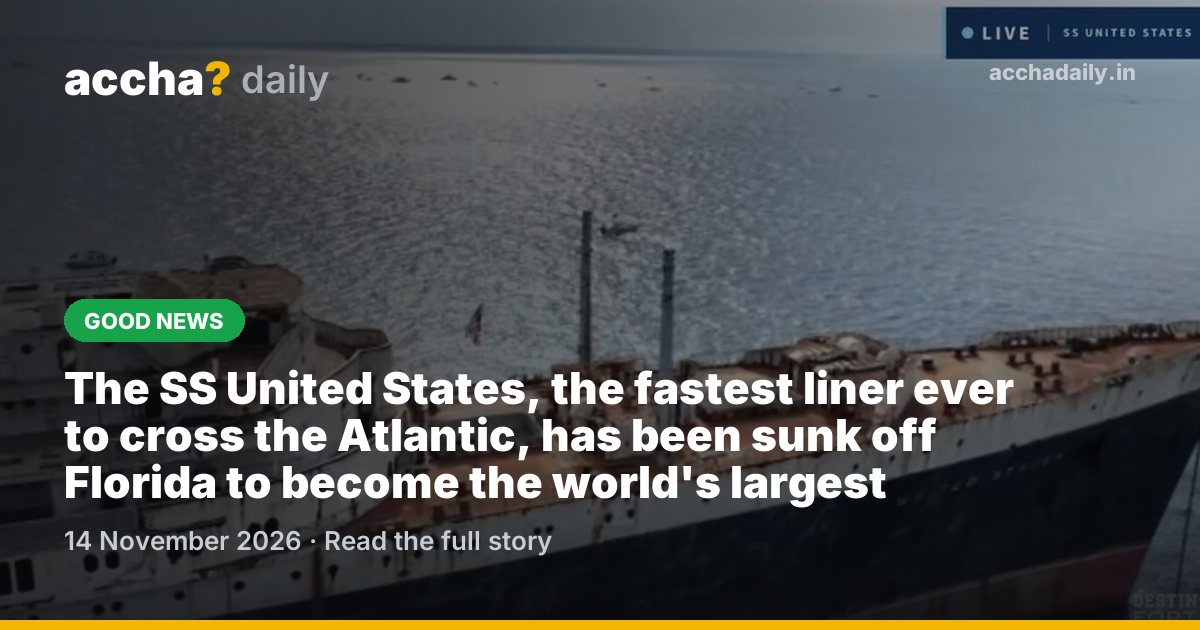 LIVE | SS UNITED STATES
accha? daily
acchadaily.in
GOOD NEWS
The SS United States, the fastest liner ever
to cross the Atlantic, has been sunk off
Florida to become the world's largest
14 November 2026 · Read the full story